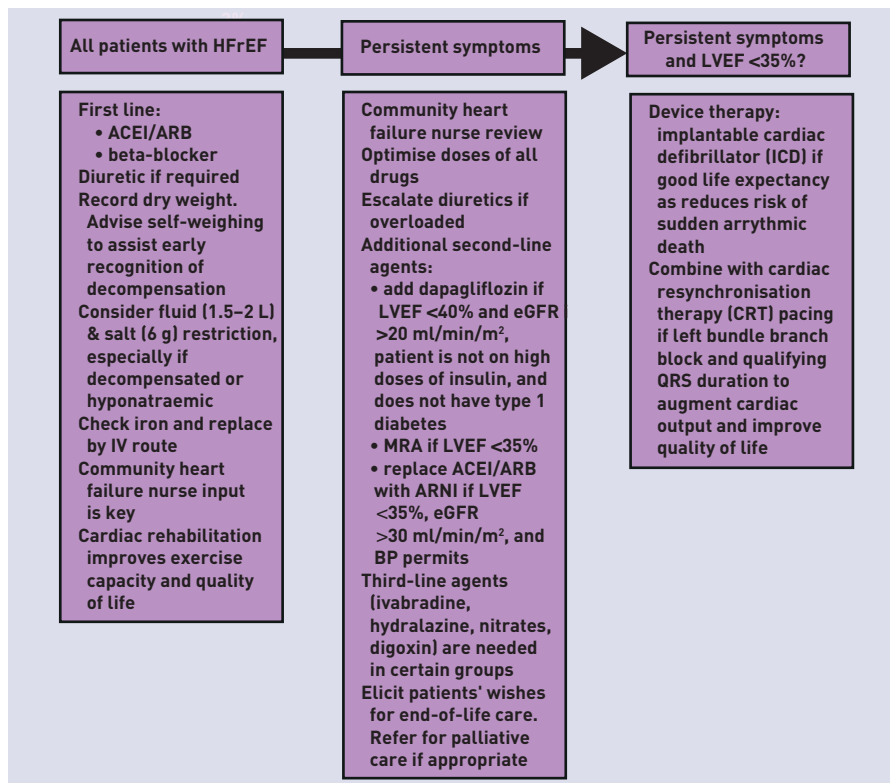 All patients with HFrEF
Persistent symptoms
Persistent symptoms
and LVEF <35%?
First line:
• ACEI/ARB
• beta-blocker
Diuretic if required
Record dry weight.
Advise self-weighing
to assist early
recognition of
decompensation
Consider fluid (1.5–2 L)
& salt (6 g) restriction,
especially if
decompensated or
hyponatraemic
Check iron and replace
by IV route
Community heart
failure nurse input
is key
Cardiac rehabilitation
improves exercise
capacity and quality
of life
Community heart
failure nurse review
Optimise doses of all
drugs
Escalate diuretics if
overloaded
Additional second-line
agents:
• add dapagliflozin if
LVEF <40% and eGFR
>20 ml/min/m², 
patient is not on high
doses of insulin, and
does not have type 1
diabetes
• MRA if LVEF <35%
• replace ACEI/ARB
with ARNI if LVEF
<35%, eGFR
>30 ml/min/m², and
BP permits
Third-line agents
(ivabradine,
hydralazine, nitrates,
digoxin) are needed
in certain groups
Elicit patients' wishes
for end-of-life care.
Refer for palliative
care if appropriate
Device therapy:
implantable cardiac
defibrillator (ICD) if
good life expectancy
as reduces risk of
sudden arrythmic
death
Combine with cardiac
resynchronisation
therapy (CRT) pacing
if left bundle branch
block and qualifying
QRS duration to
augment cardiac
output and improve
quality of life